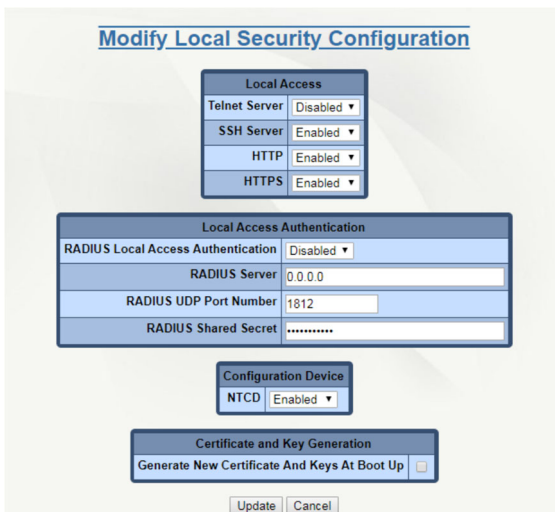 Modify Local Security Configuration
Local Access
Telnet Server Disabled
SSH Server Enabled
HTTP Enabled
HTTPS Enabled
Local Access Authentication
RADIUS Local Access Authentication Disabled
RADIUS Server 0.0.0.0
RADIUS UDP Port Number 1812
RADIUS Shared Secret •••••••••••
Configuration Device
NTCD Enabled
Certificate and Key Generation
Generate New Certificate And Keys At Boot Up
Update Cancel